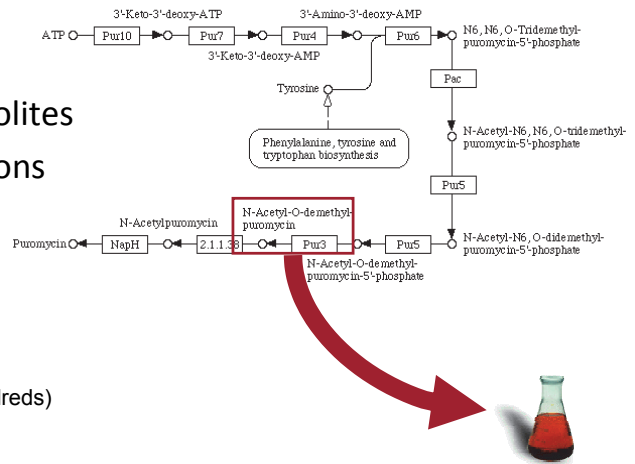 3'-Keto-3'-deoxy-ATP
3'-Amino-3'-deoxy-AMP
ATP
Pur10
Pur7
Pur4
Pur6
N6, N6, O-Tridemethyl-
puromycin-5'-phosphate
3'-Keto-3'-deoxy-AMP
Pac
Tyrosine
Phenylalanine, tyrosine and
tryptophan biosynthesis
N-Acetyl-N6, N6, O-tridemethyl-
puromycin-5'-phosphate
Pur5
N-Acetylpuromycin
N-Acetyl-O-demethyl-
puromycin
Puromycin
NapH
2.1.1.38
Pur3
Pur5
N-Acetyl-N6, O-didemethyl-
puromycin-5'-phosphate
N-Acetyl-O-demethyl-
puromycin-5'-phosphate